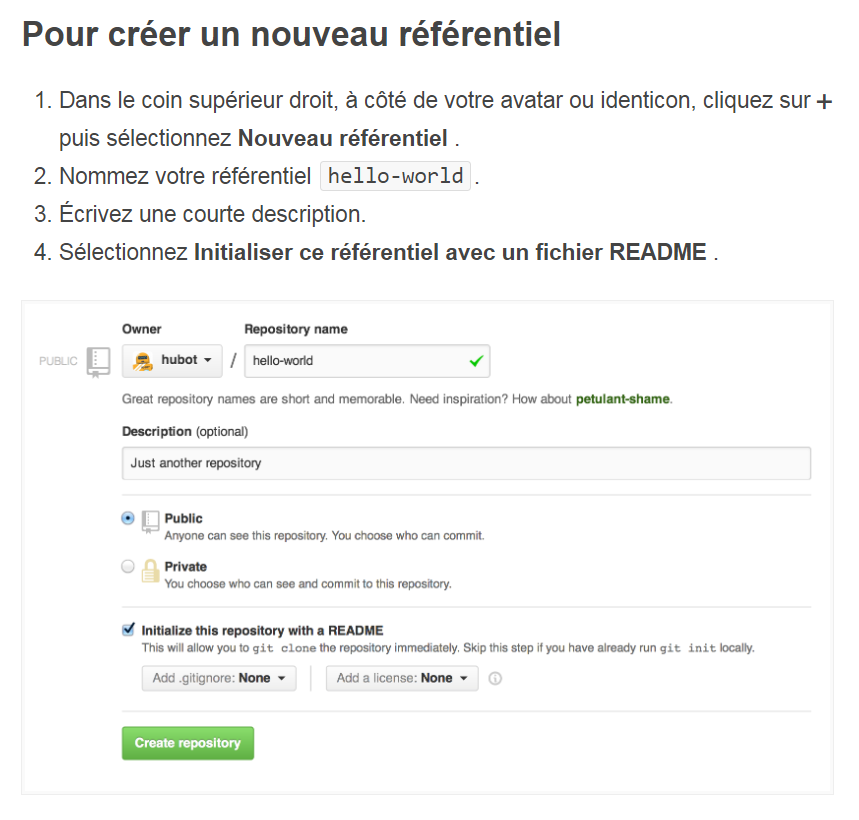 Pour créer un nouveau référentiel
1. Dans le coin supérieur droit, à côté de votre avatar ou identicon, cliquez sur +
puis sélectionnez Nouveau référentiel .
2. Nommez votre référentiel hello-world .
3. Écrivez une courte description.
4. Sélectionnez Initialiser ce référentiel avec un fichier README .
Owner Repository name
PUBLIC hubot / hello-world
Great repository names are short and memorable. Need inspiration? How about petulant-shame.
Description (optional)
Just another repository
Public
Anyone can see this repository. You choose who can commit.
Private
You choose who can see and commit to this repository.
Initialize this repository with a README
This will allow you to git clone the repository immediately. Skip this step if you have already run git init locally.
Add .gitignore: None Add a license: None
Create repository